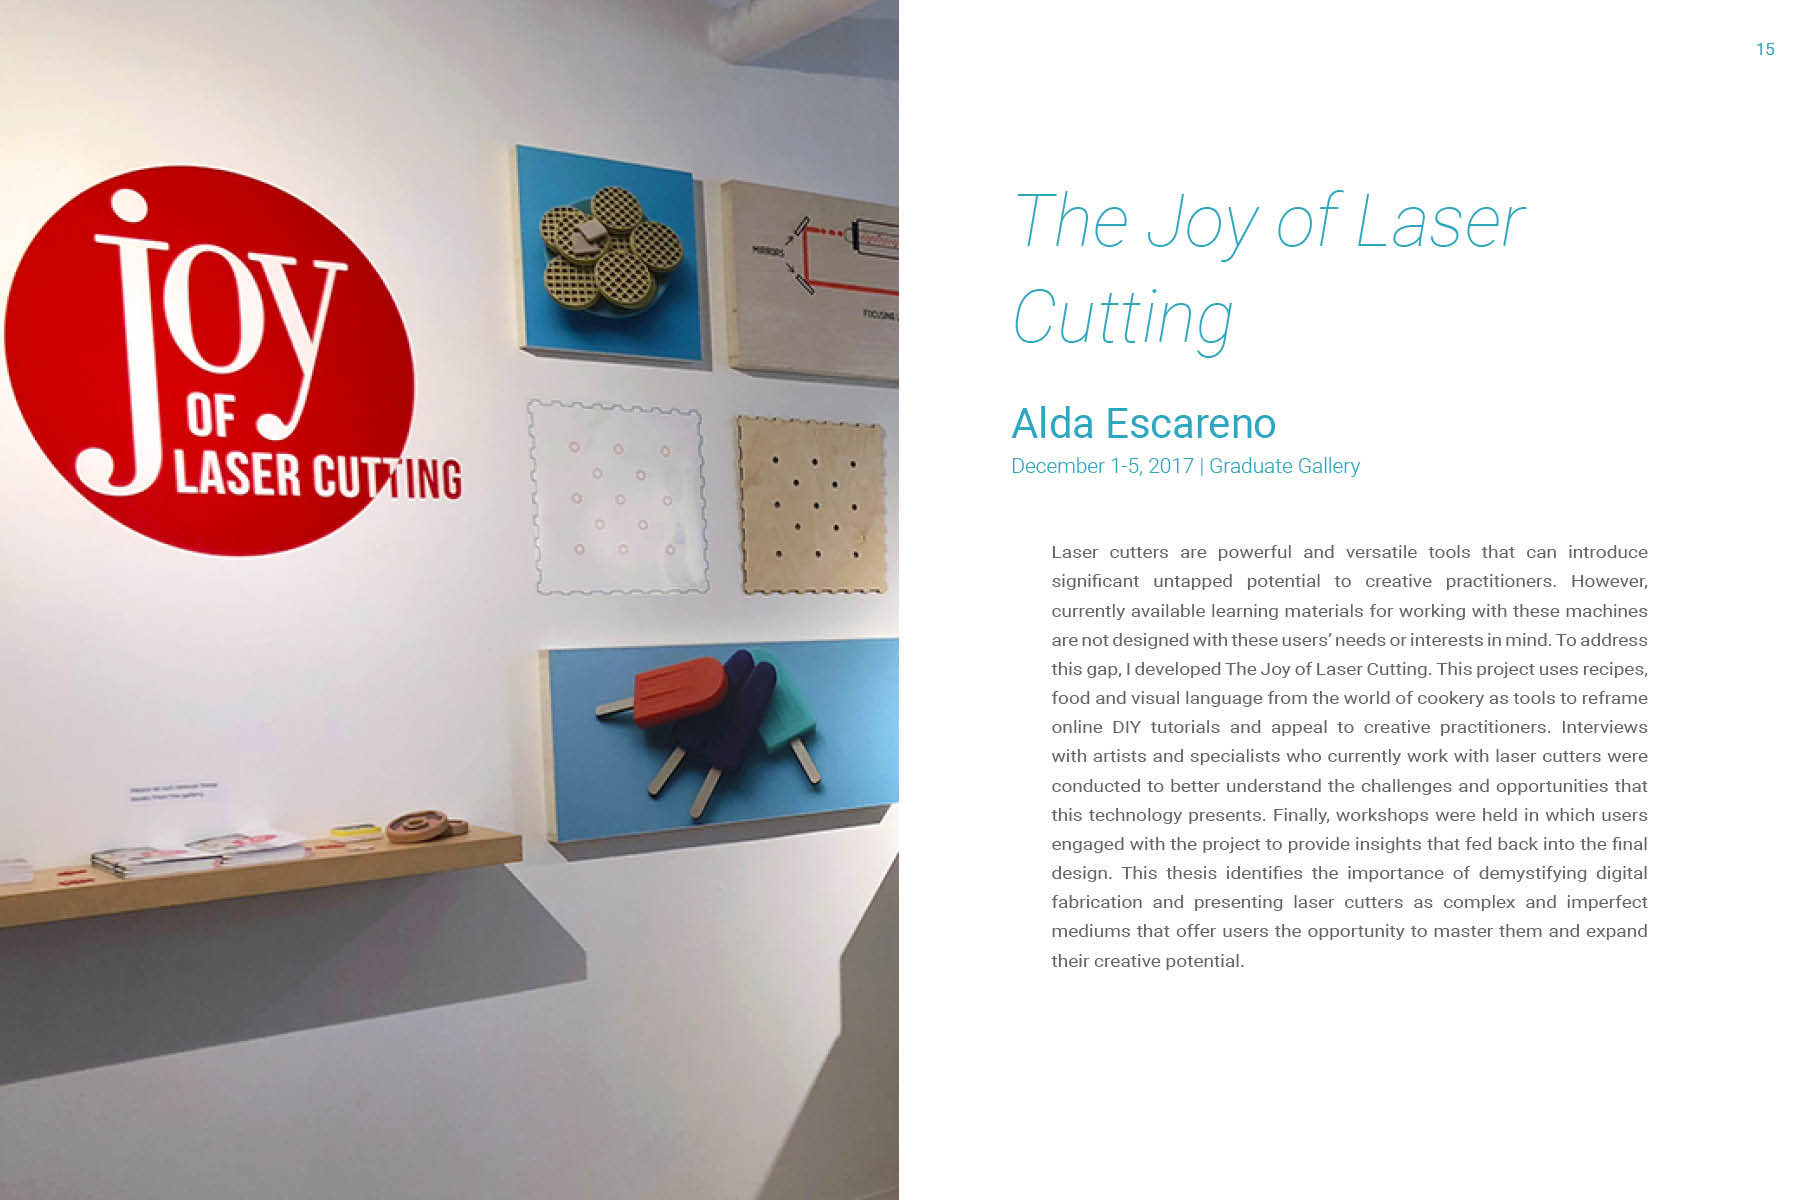 joy
OF
LASER CUTTING
MIRRORS
FOCUSING
15
The Joy of Laser
Cutting
Alda Escareno
December 1-5, 2017 | Graduate Gallery
Laser cutters are powerful and versatile tools that can introduce
significant untapped potential to creative practitioners. However,
currently available learning materials for working with these machines
are not designed with these users’ needs or interests in mind. To address
this gap, I developed The Joy of Laser Cutting. This project uses recipes,
food and visual language from the world of cookery as tools to reframe
online DIY tutorials and appeal to creative practitioners. Interviews
with artists and specialists who currently work with laser cutters were
conducted to better understand the challenges and opportunities that
this technology presents. Finally, workshops were held in which users
engaged with the project to provide insights that fed back into the final
design. This thesis identifies the importance of demystifying digital
fabrication and presenting laser cutters as complex and imperfect
mediums that offer users the opportunity to master them and expand
their creative potential.